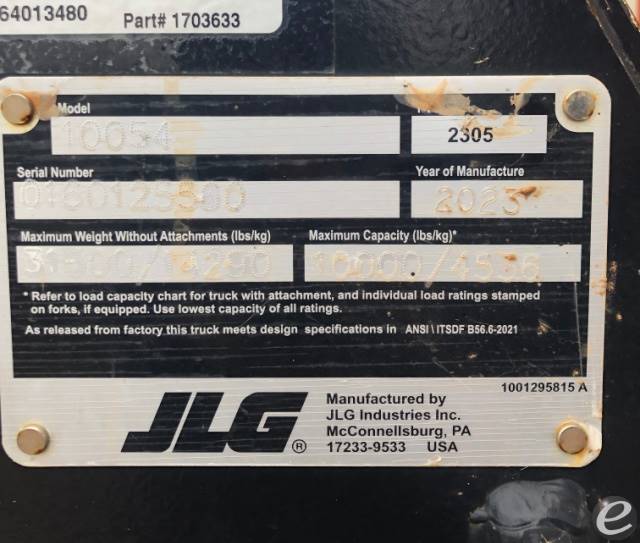 64013480
Part# 1703633
Model
10054
2305
Serial Number
Year of Manufacture
2023
Maximum Weight Without Attachments (lbs/kg)
Maximum Capacity (lbs/kg)*
10000/4536
* Refer to load capacity chart for truck with attachment, and individual load ratings stamped
on forks, if equipped. Use lowest capacity of all ratings.
As released from factory this truck meets design specifications in ANSI \ ITSDF B56.6-2021
1001295815 A
JLG ®
Manufactured by
JLG Industries Inc.
McConnellsburg, PA
17233-9533 USA
e